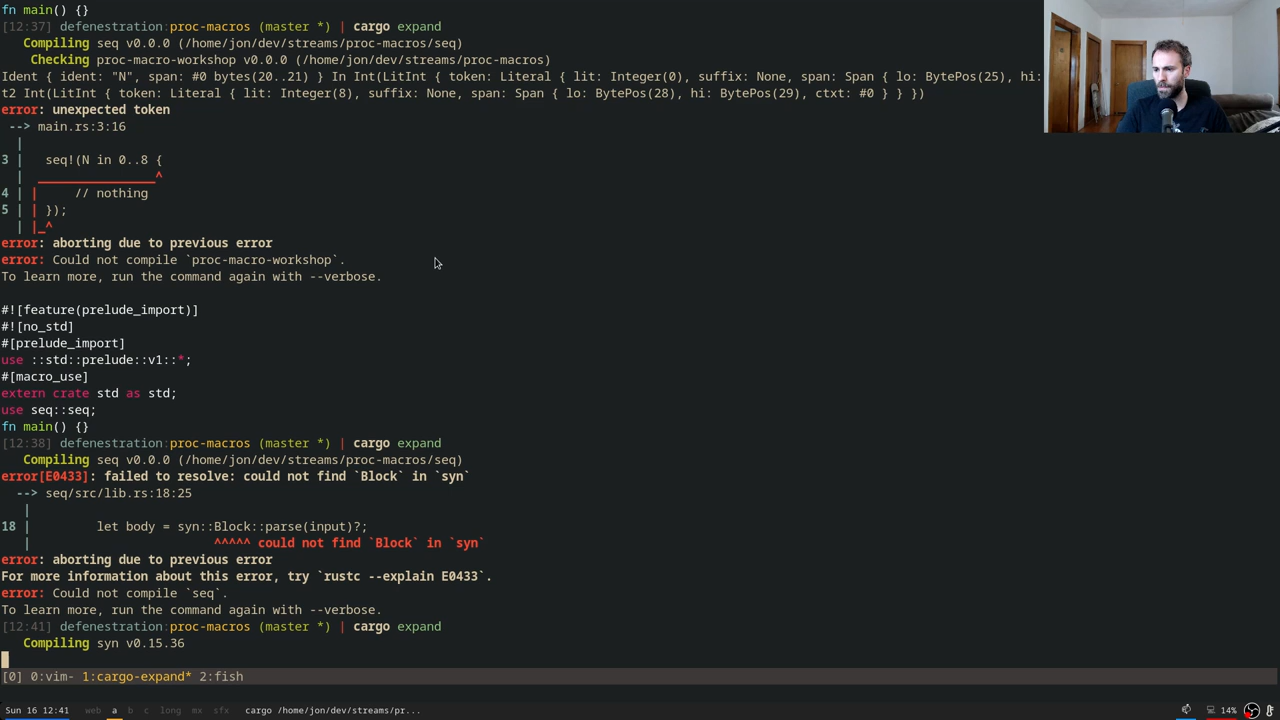 fn main() {}
[12:37] defenestration:proc-macros (master *) | cargo expand
   Compiling seq v0.0.0 (/home/jon/dev/streams/proc-macros/seq)
    Checking proc-macro-workshop v0.0.0 (/home/jon/dev/streams/proc-macros)
Ident { ident: "N", span: #0 bytes(20..21) } In Int(LitInt { token: Literal { lit: Integer(0), suffix: None, span: Span { lo: BytePos(25), hi:
t2 Int(LitInt { token: Literal { lit: Integer(8), suffix: None, span: Span { lo: BytePos(28), hi: BytePos(29), ctxt: #0 } } })
error: unexpected token
 --> main.rs:3:16
  |
3 |   seq!(N in 0..8 {
  |  ________________^
4 | |     // nothing
5 | | });
  | |_^
error: aborting due to previous error
error: Could not compile `proc-macro-workshop`.
To learn more, run the command again with --verbose.
#![feature(prelude_import)]
#![no_std]
#[prelude_import]
use ::std::prelude::v1::*;
#[macro_use]
extern crate std as std;
use seq::seq;
fn main() {}
[12:38] defenestration:proc-macros (master *) | cargo expand
   Compiling seq v0.0.0 (/home/jon/dev/streams/proc-macros/seq)
error[E0433]: failed to resolve: could not find `Block` in `syn`
  --> seq/src/lib.rs:18:25
   |
18 |         let body = syn::Block::parse(input)?;
   |                         ^^^^^ could not find `Block` in `syn`
error: aborting due to previous error
For more information about this error, try `rustc --explain E0433`.
error: Could not compile `seq`.
To learn more, run the command again with --verbose.
[12:41] defenestration:proc-macros (master *) | cargo expand
   Compiling syn v0.15.36
[0] 0:vim- 1:cargo-expand* 2:fish
Sun 16 12:41 web a b c long mx sfx cargo /home/jon/dev/streams/pr... 14%